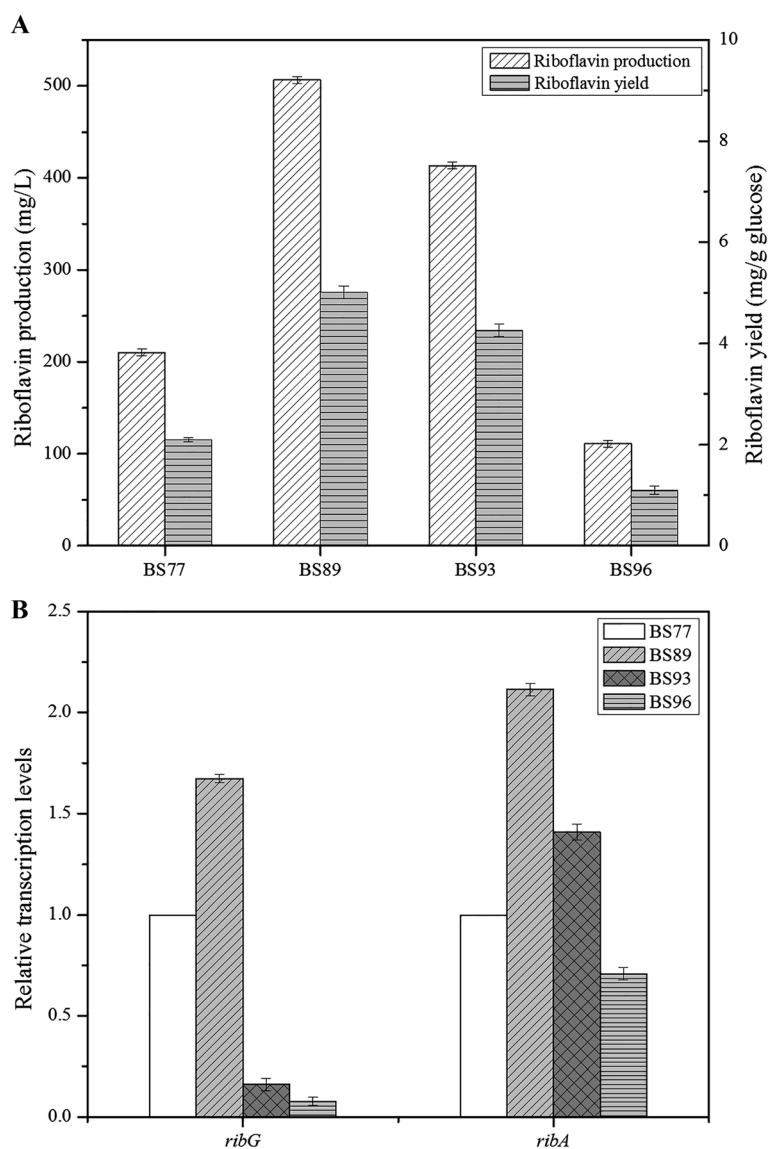 A
Riboflavin production (mg/L)
500
400
300
200
100
0
Riboflavin production
Riboflavin yield
10
8
6
4
2
0
Riboflavin yield (mg/g glucose)
BS77 BS89 BS93 BS96
B
Relative transcription levels
2.5
2.0
1.5
1.0
0.5
0.0
BS77
BS89
BS93
BS96
ribG ribA